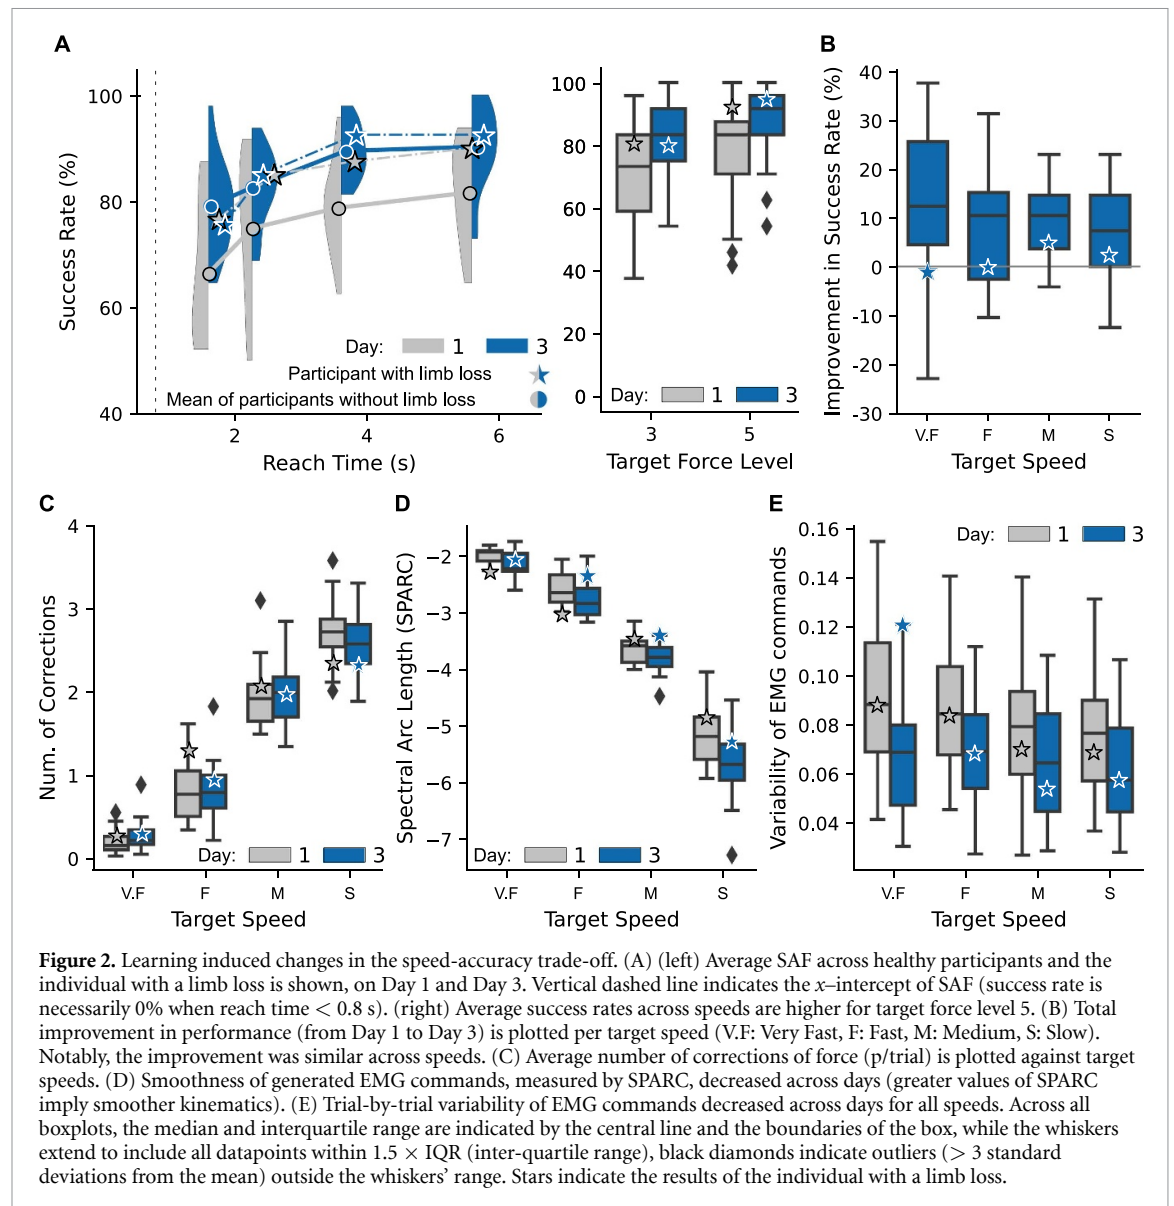 A
Success Rate (%)
100
80
60
40
2
4
6
Reach Time (s)
Day: 1 3
Participant with limb loss
Mean of participants without limb loss
100
80
60
40
20
0
3
5
Target Force Level
Day: 1 3
B
Improvement in Success Rate (%)
40
30
20
10
0
-10
-20
-30
V.F
F
M
S
Target Speed
C
Num. of Corrections
4
3
2
1
0
V.F
F
M
S
Target Speed
Day: 1 3
D
Spectral Arc Length (SPARC)
−2
−3
−4
−5
−6
−7
V.F
F
M
S
Target Speed
Day: 1 3
E
Variability of EMG commands
0.16
0.14
0.12
0.10
0.08
0.06
0.04
V.F
F
M
S
Target Speed
Day: 1 3
Figure 2. Learning induced changes in the speed-accuracy trade-off. (A) (left) Average SAF across healthy participants and the
individual with a limb loss is shown, on Day 1 and Day 3. Vertical dashed line indicates the x–intercept of SAF (success rate is
necessarily 0% when reach time < 0.8 s). (right) Average success rates across speeds are higher for target force level 5. (B) Total
improvement in performance (from Day 1 to Day 3) is plotted per target speed (V.F: Very Fast, F: Fast, M: Medium, S: Slow).
Notably, the improvement was similar across speeds. (C) Average number of corrections of force (p/trial) is plotted against target
speeds. (D) Smoothness of generated EMG commands, measured by SPARC, decreased across days (greater values of SPARC
imply smoother kinematics). (E) Trial-by-trial variability of EMG commands decreased across days for all speeds. Across all
boxplots, the median and interquartile range are indicated by the central line and the boundaries of the box, while the whiskers
extend to include all datapoints within 1.5 × IQR (inter-quartile range), black diamonds indicate outliers (> 3 standard
deviations from the mean) outside the whiskers’ range. Stars indicate the results of the individual with a limb loss.